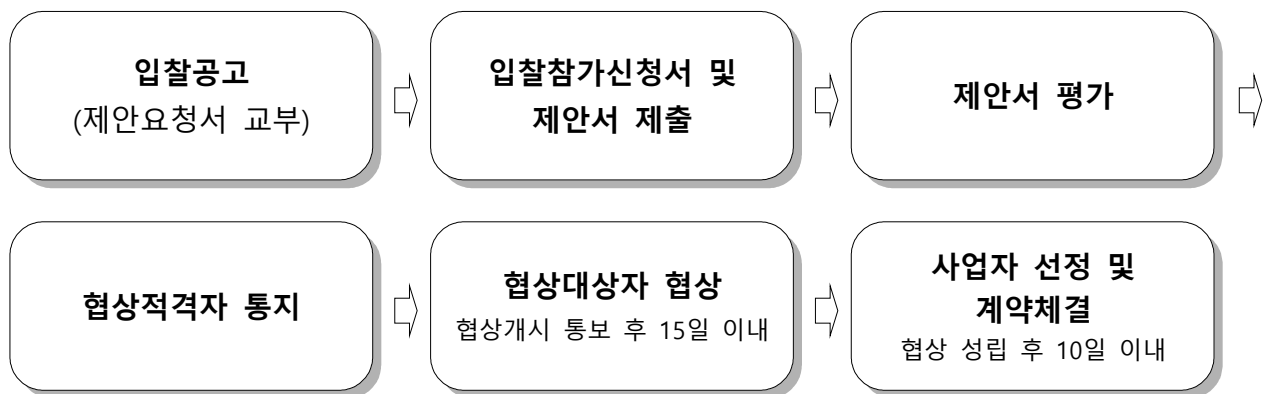 입찰공고
(제안요청서 교부)
입찰참가신청서 및
제안서 제출
제안서 평가
협상적격자 통지
협상대상자 협상
협상개시 통보 후 15일 이내
사업자 선정 및
계약체결
협상 성립 후 10일 이내